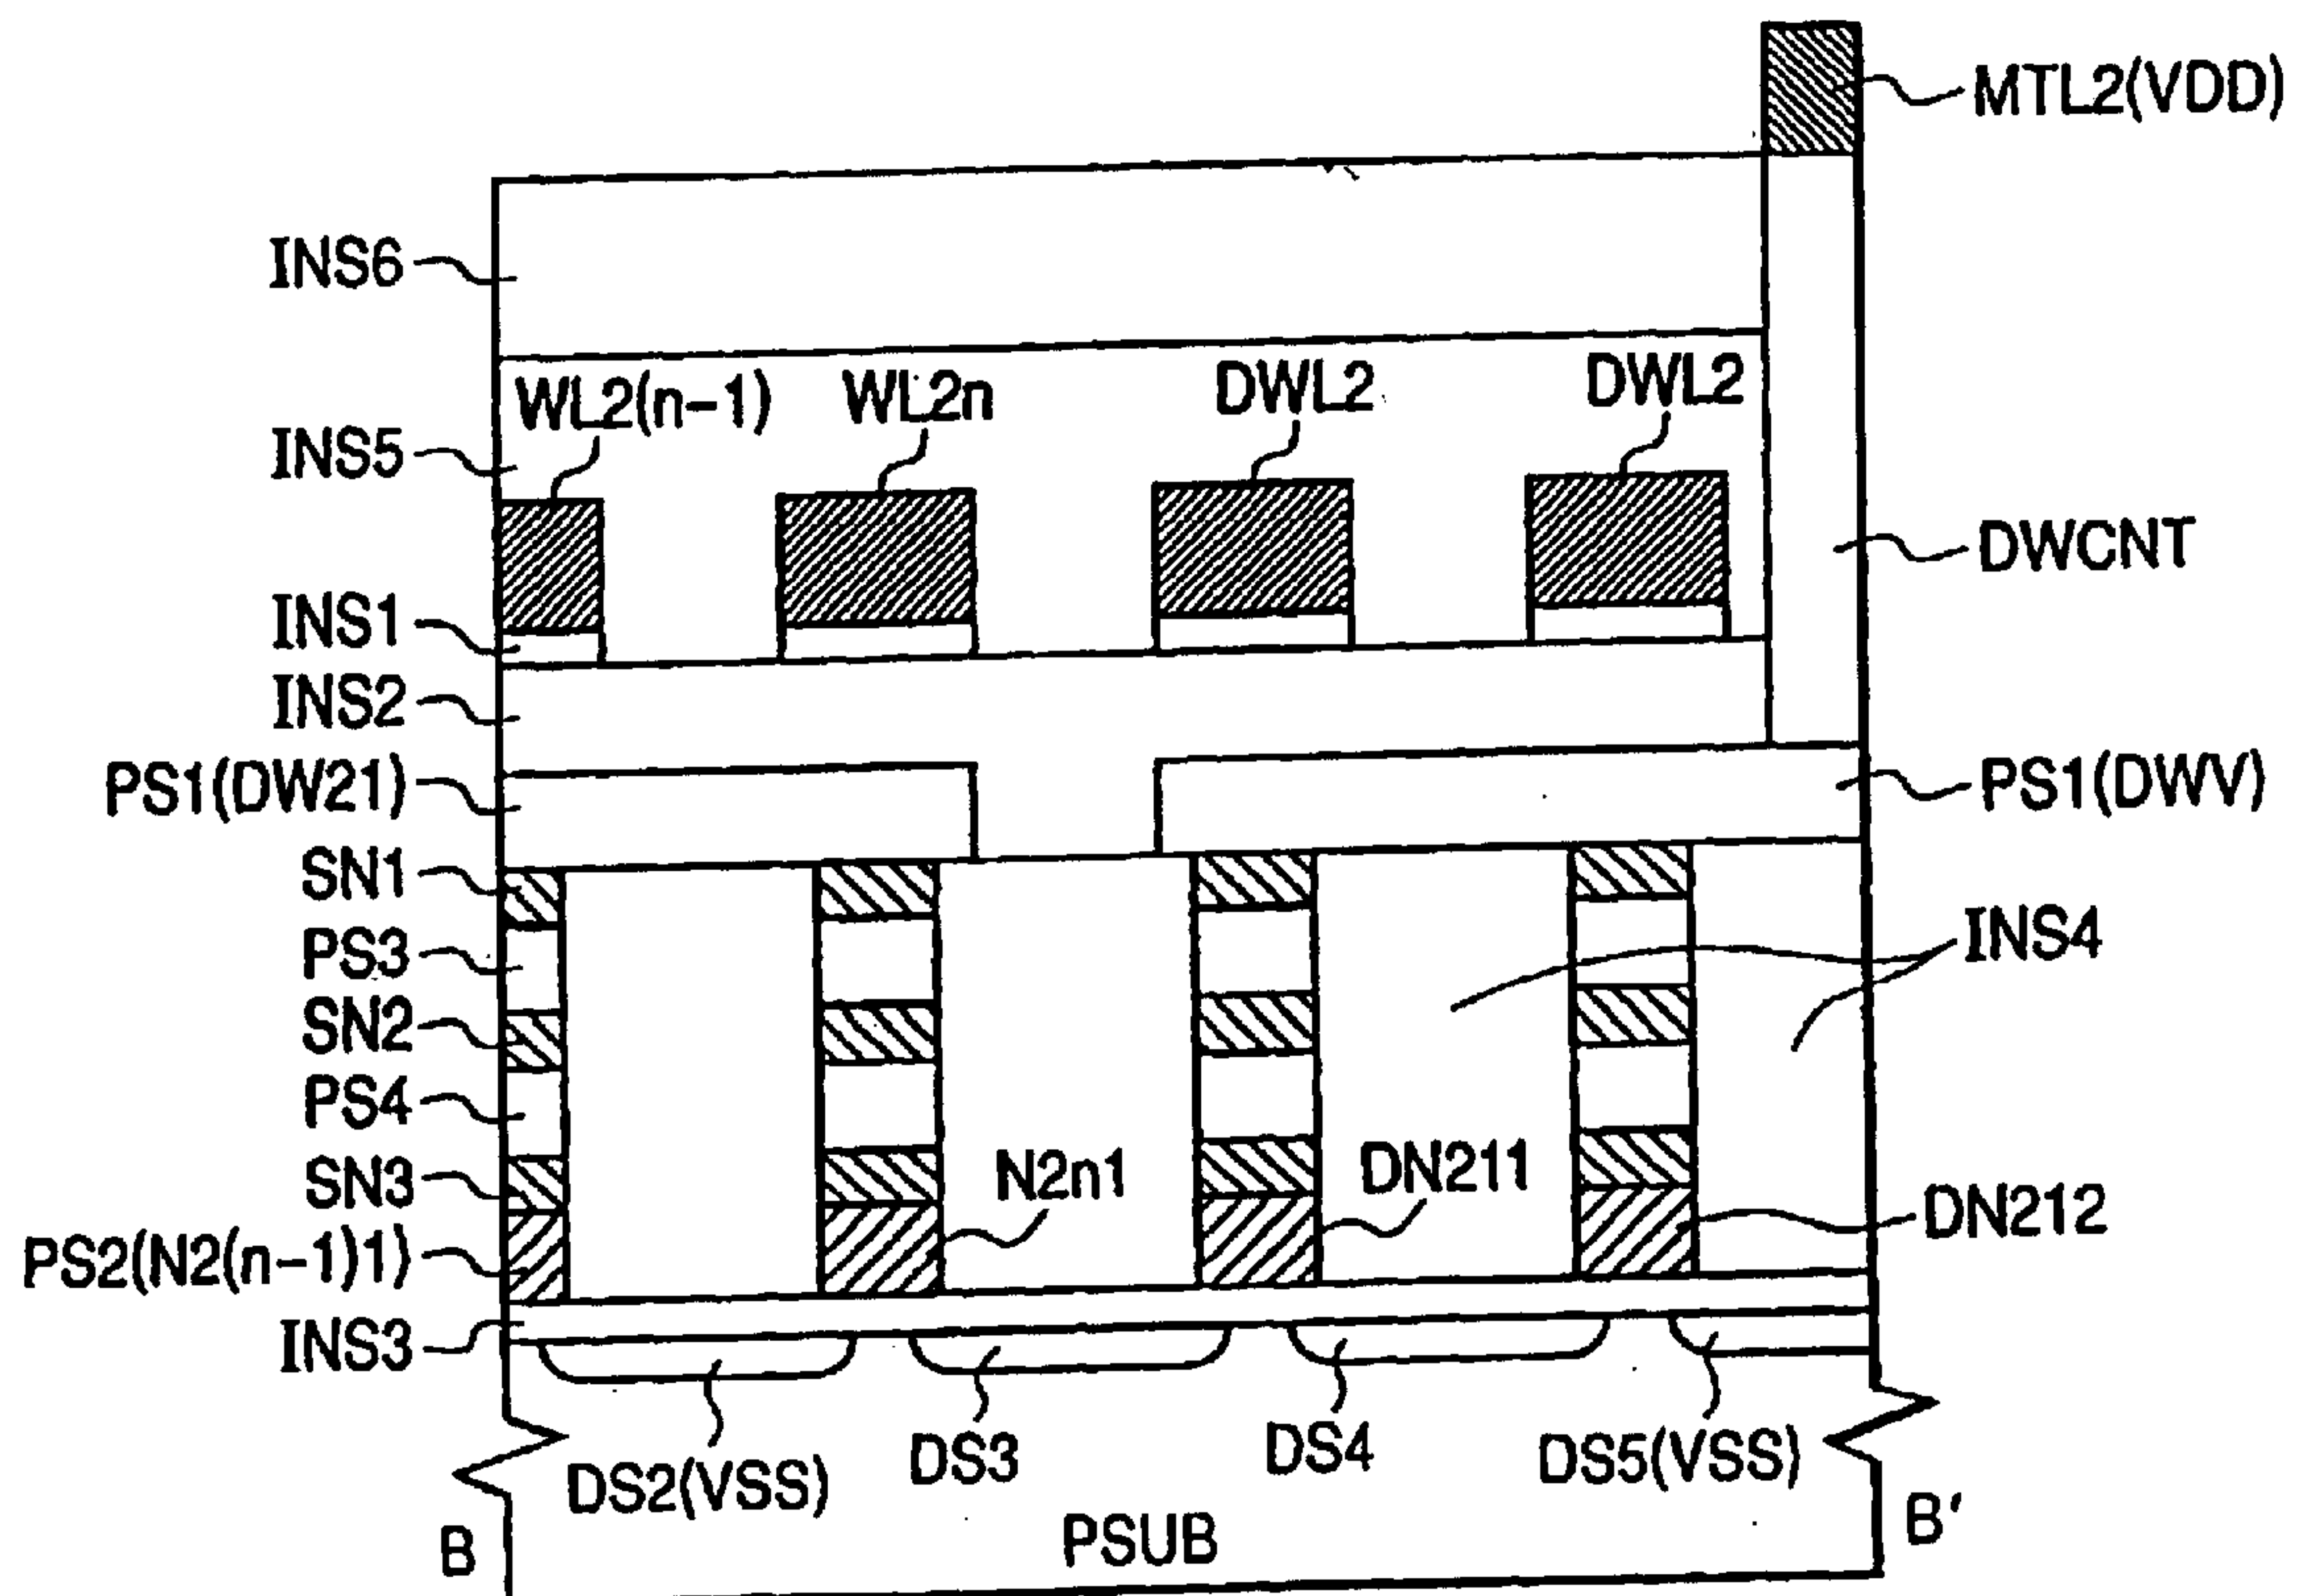 MTL2(VDD)
INS6
WL2(n-1) WL2n DWL2 DWL2
INS5
DWCNT
INS1
INS2
PS1(DW21) PS1(DWV)
SN1
PS3 INS4
SN2
PS4
SN3 N2n1 DN211 DN212
PS2(N2(n-1)1)
INS3
DS2(VSS) DS3 DS4 DS5(VSS)
B PSUB B'